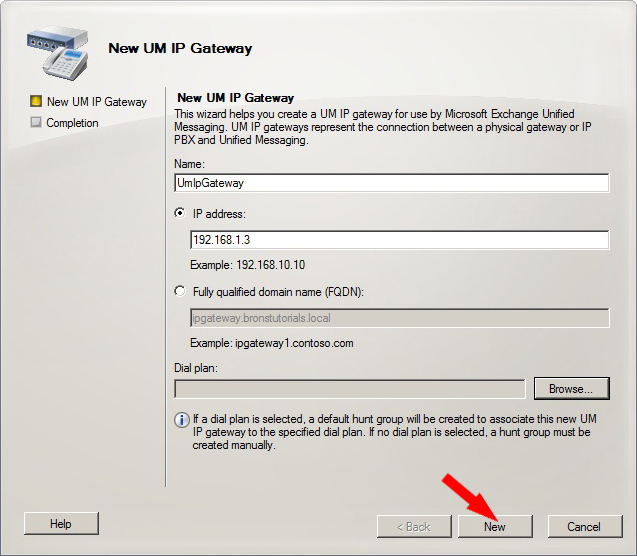 New UM IP Gateway
New UM IP Gateway
Completion
New UM IP Gateway
This wizard helps you create a UM IP gateway for use by Microsoft Exchange Unified
Messaging. UM IP gateways represent the connection between a physical gateway or IP
PBX and Unified Messaging.
Name:
UmIpGateway
IP address:
192.168.1.3
Example: 192.168.10.10
Fully qualified domain name (FQDN):
ipgateway.bronstutorials.local
Example: ipgateway1.contoso.com
Dial plan:
Browse...
If a dial plan is selected, a default hunt group will be created to associate this new UM
IP gateway to the specified dial plan. If no dial plan is selected, a hunt group must be
created manually.
Help
< Back
New
Cancel